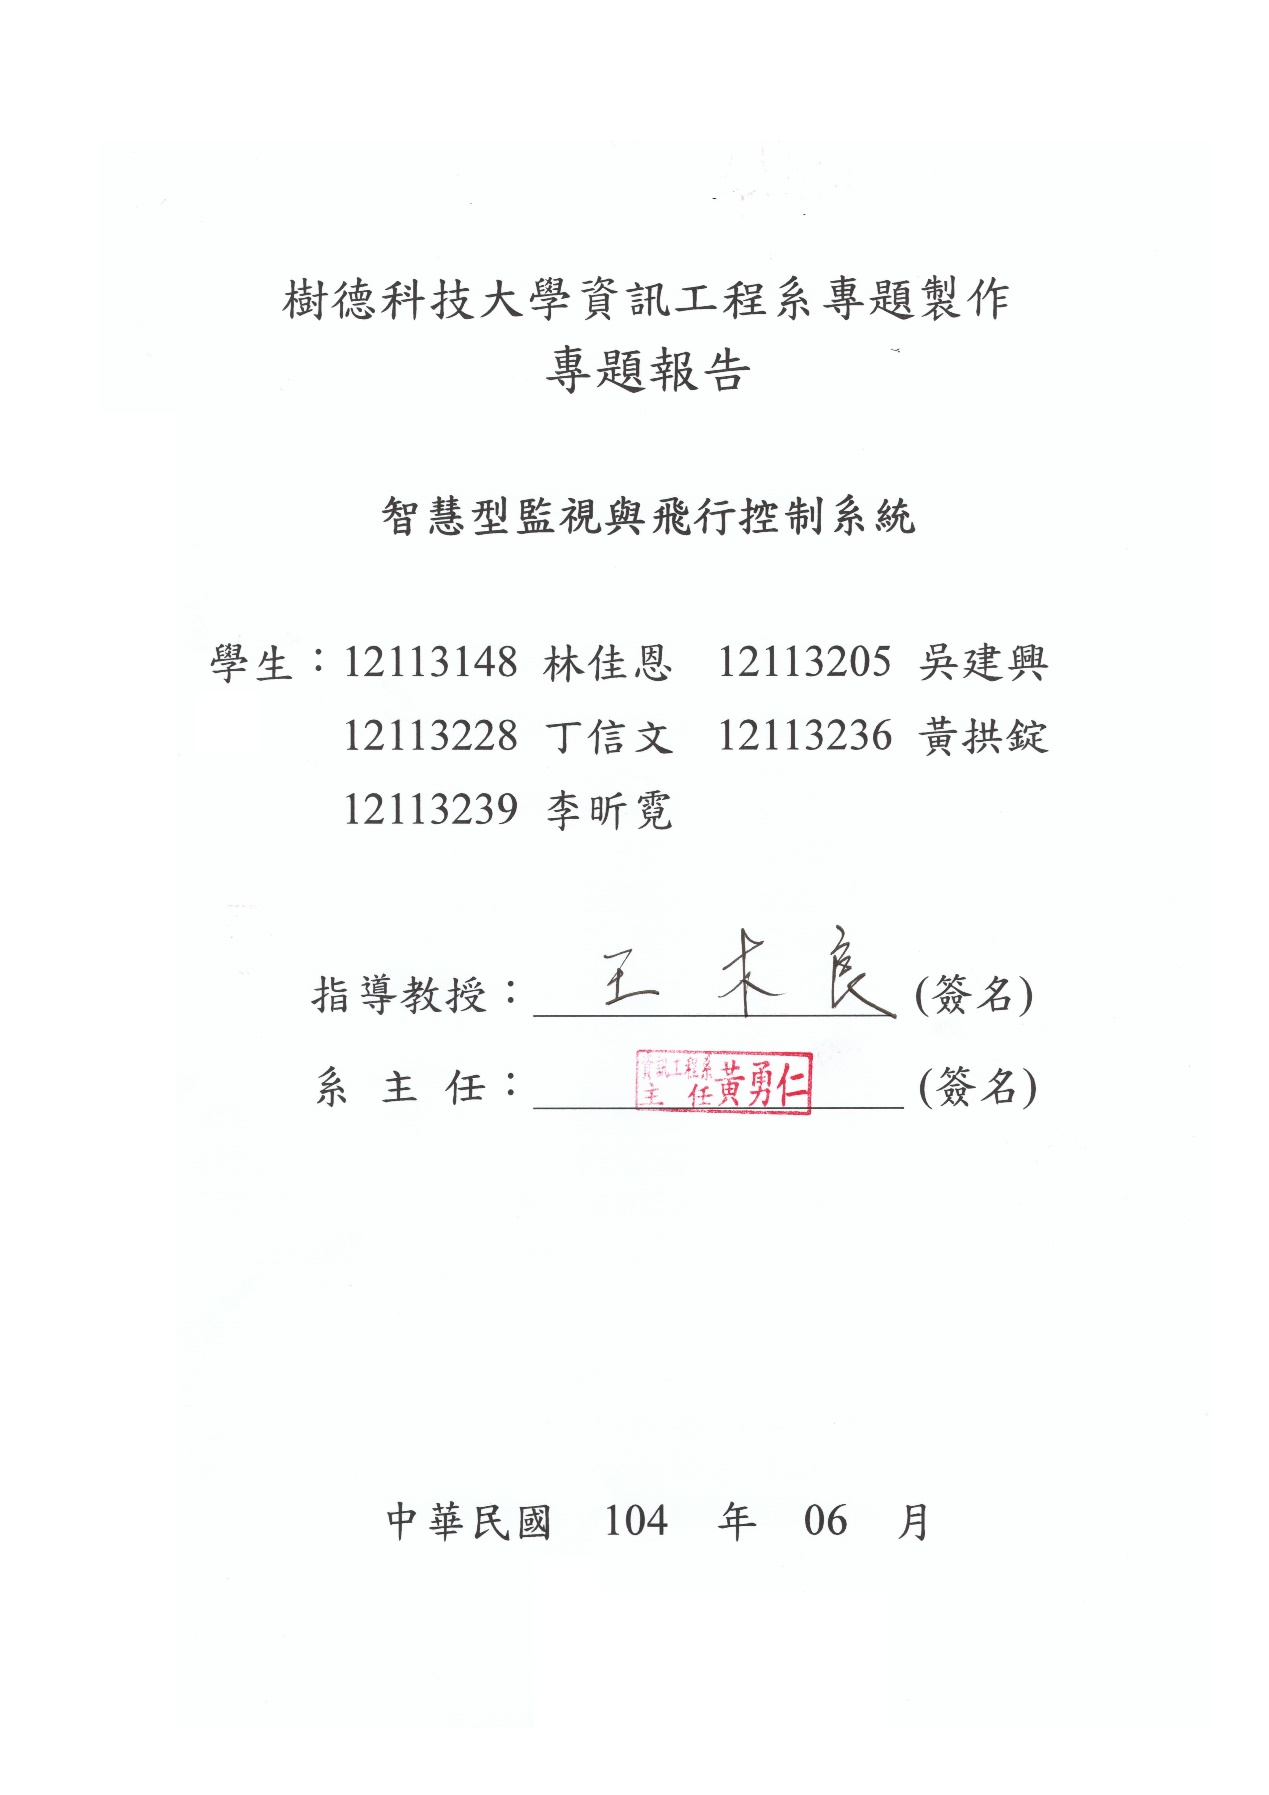 樹德科技大學資訊工程系專題製作
專題報告
智慧型監視與飛行控制系統
學生：12113148 林佳恩 12113205 吳建興
12113228 丁信文 12113236 黃拱錠
12113239 李昕霓
指導教授：王 木 良 (簽名)
系 主 任：資訊工程系主任 黃勇仁 (簽名)
中華民國 104 年 06 月